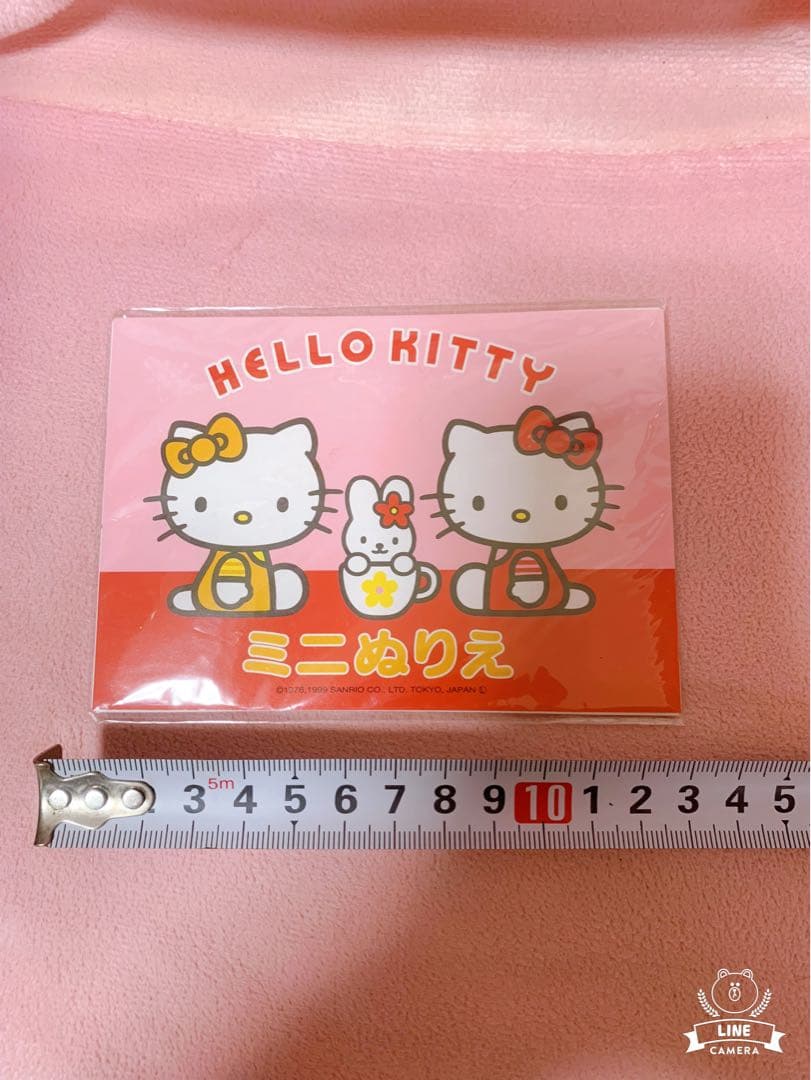 HELLO KITTY
ミニぬりえ
©1976,1999 SANRIO CO., LTD. TOKYO, JAPAN Ⓛ
5m
3 4 5 6 7 8 9 10 1 2 3 4 5
LINE
CAMERA